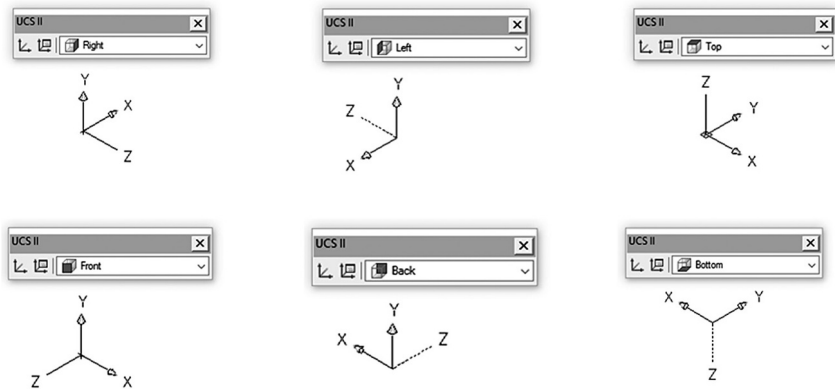 UCS II
Right
Y
X
Z
UCS II
Left
Y
Z
X
UCS II
Top
Z
Y
X
UCS II
Front
Y
Z
X
UCS II
Back
Y
X
Z
UCS II
Bottom
X
Y
Z